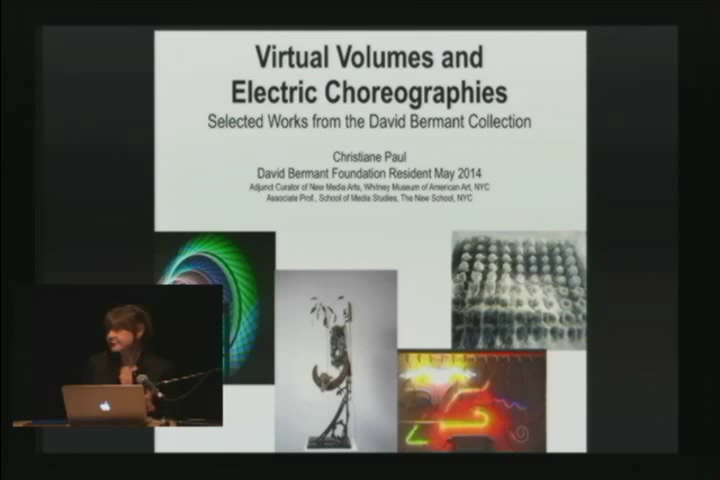 Virtual Volumes and
Electric Choreographies
Selected Works from the David Bermant Collection
Christiane Paul
David Bermant Foundation Resident May 2014
Adjunct Curator of New Media Arts, Whitney Museum of American Art, NYC
Associate Prof., School of Media Studies, The New School, NYC